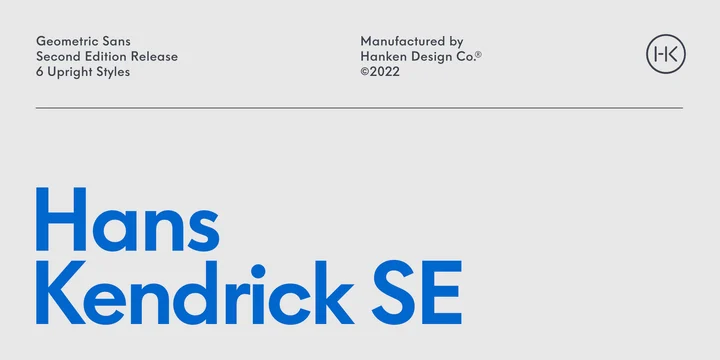 Geometric Sans
Second Edition Release
6 Upright Styles
Manufactured by
Hanken Design Co.®
©2022
HK
Hans
Kendrick SE